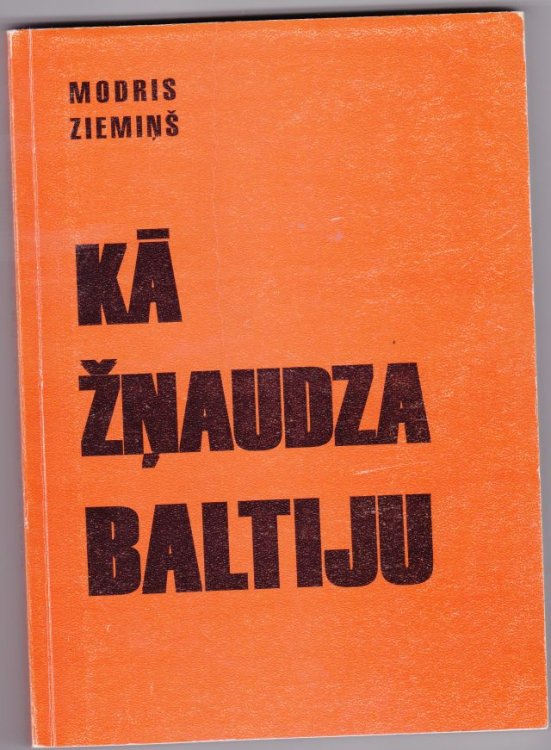 MODRIS
ZIEMIŅŠ
KĀ
ŽŅAUDZA
BALTIJU